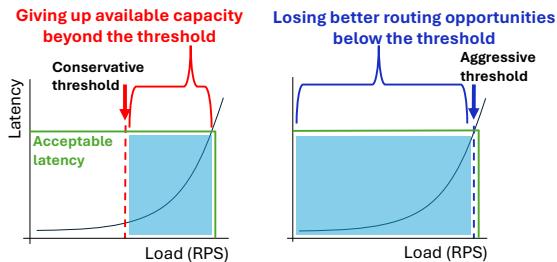 Giving up available capacity
beyond the threshold
Conservative
threshold
Latency
Acceptable
latency
Load (RPS)
Losing better routing opportunities
below the threshold
Aggressive
threshold
Load (RPS)